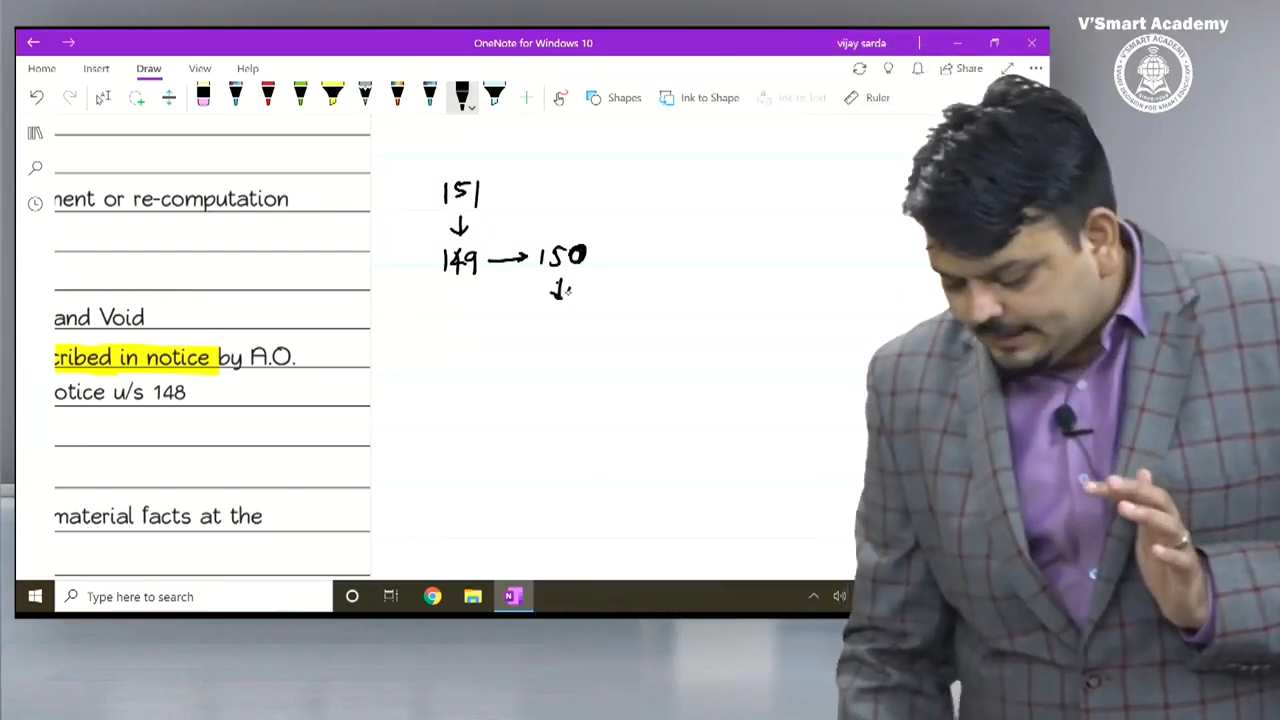 V'Smart Academy
OneNote for Windows 10
vijay sarda
Home Insert Draw View Help
Share
Shapes Ink to Shape Ink to Text Ruler
nent or re-computation
and Void
cribed in notice by A.O.
otice u/s 148
material facts at the
151
↓
149 → 150
↓
Type here to search